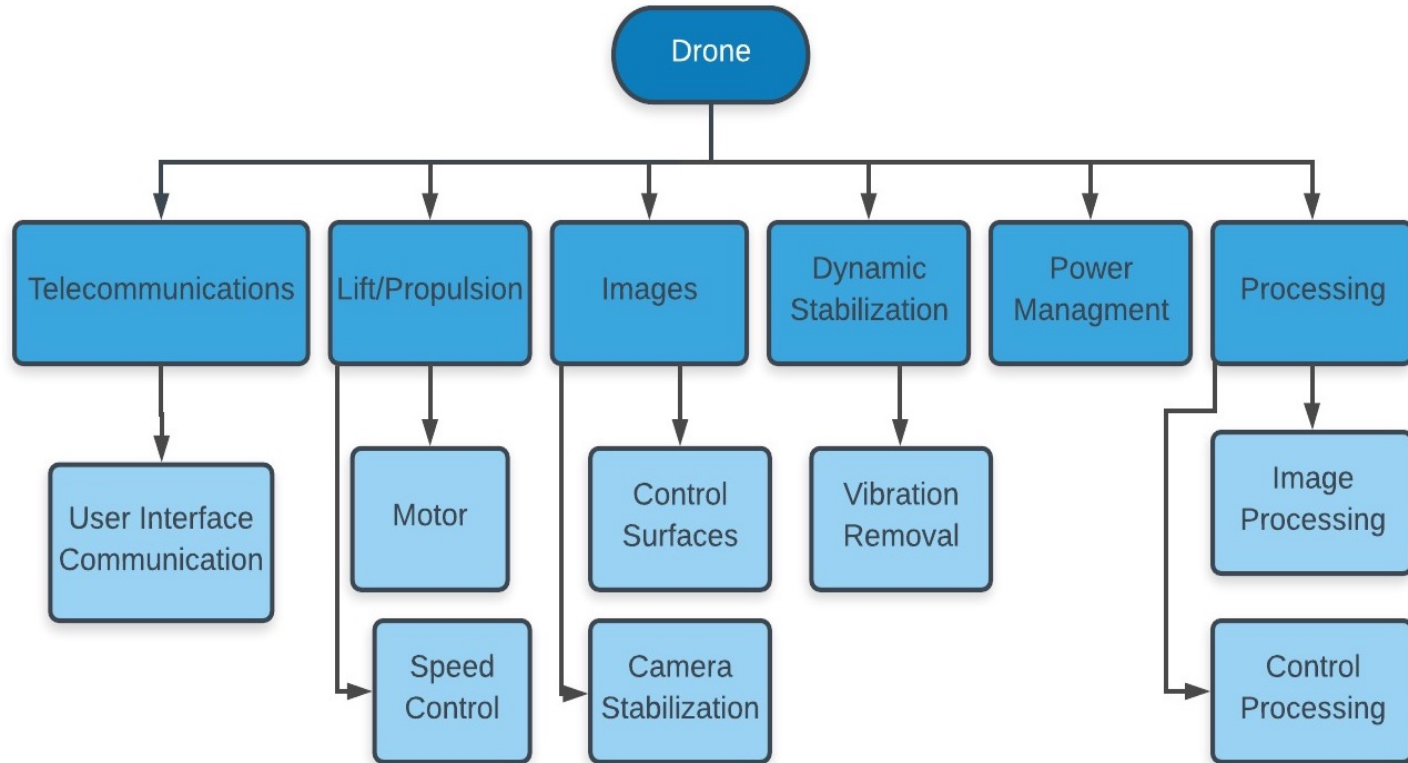 Drone
Telecommunications
Lift/Propulsion
Images
Dynamic
Stabilization
Power
Managment
Processing
User Interface
Communication
Motor
Control
Surfaces
Vibration
Removal
Image
Processing
Speed
Control
Camera
Stabilization
Control
Processing